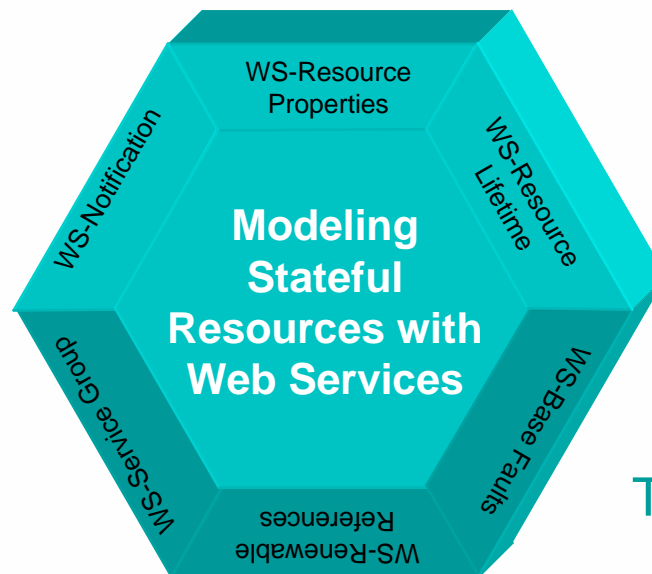 WS-Resource
Properties
WS-Resource
Lifetime
WS-Base Faults
WS-Renewable
References
WS-Service Group
WS-Notification
Modeling
Stateful
Resources with
Web Services
T